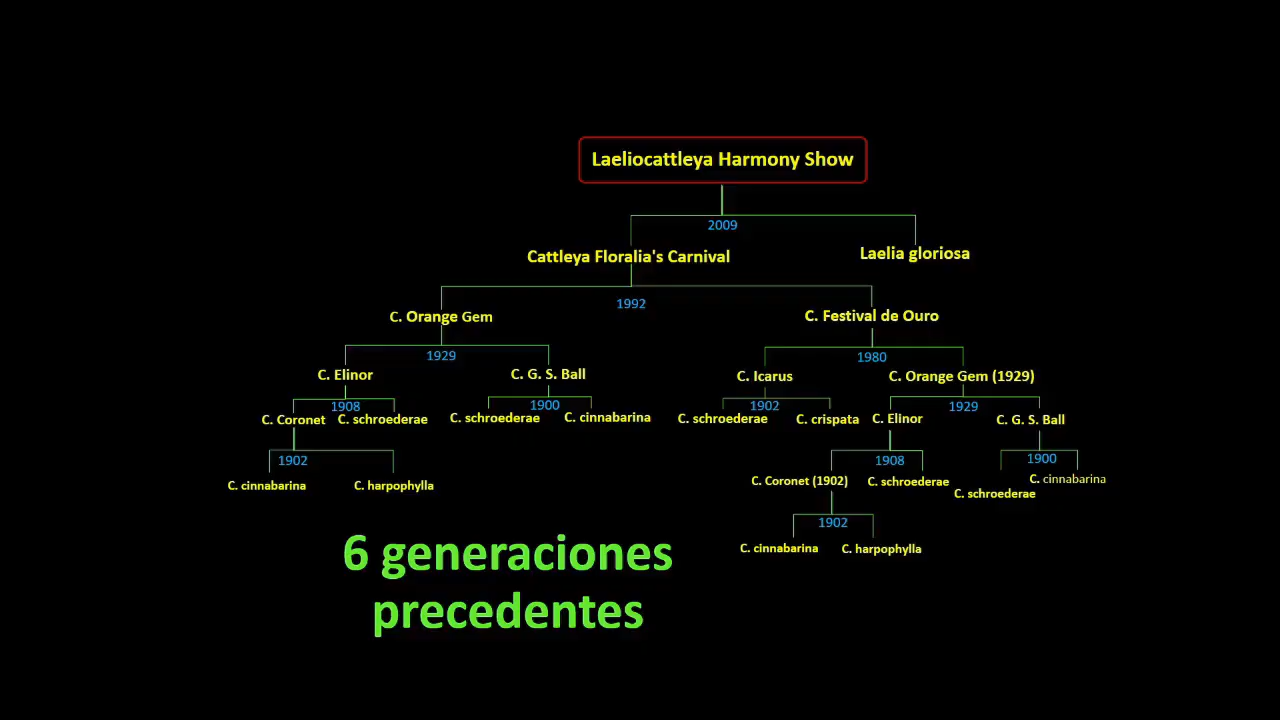 Laeliocattleya Harmony Show
2009
Cattleya Floralia's Carnival
Laelia gloriosa
1992
C. Orange Gem
C. Festival de Ouro
1929
1980
C. Elinor
C. G. S. Ball
C. Icarus
C. Orange Gem (1929)
1908
1900
1902
1929
C. Coronet
C. schroederae
C. schroederae
C. cinnabarina
C. schroederae
C. crispata
C. Elinor
C. G. S. Ball
1902
1908
1900
C. cinnabarina
C. harpophylla
C. Coronet (1902)
C. schroederae
C. schroederae
C. cinnabarina
1902
C. cinnabarina
C. harpophylla
6 generaciones
precedentes